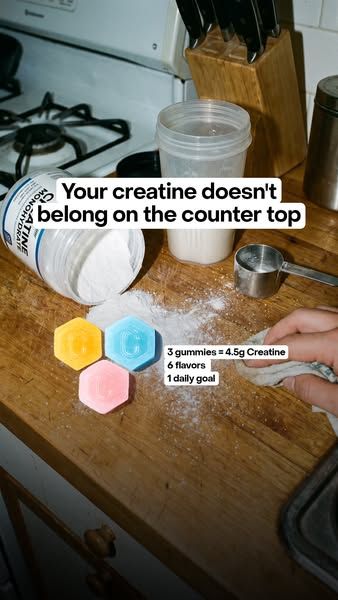 Your creatine doesn't
belong on the counter top
CREATINE
MONOHYDRATE
3 gummies = 4.5g Creatine
6 flavors
1 daily goal